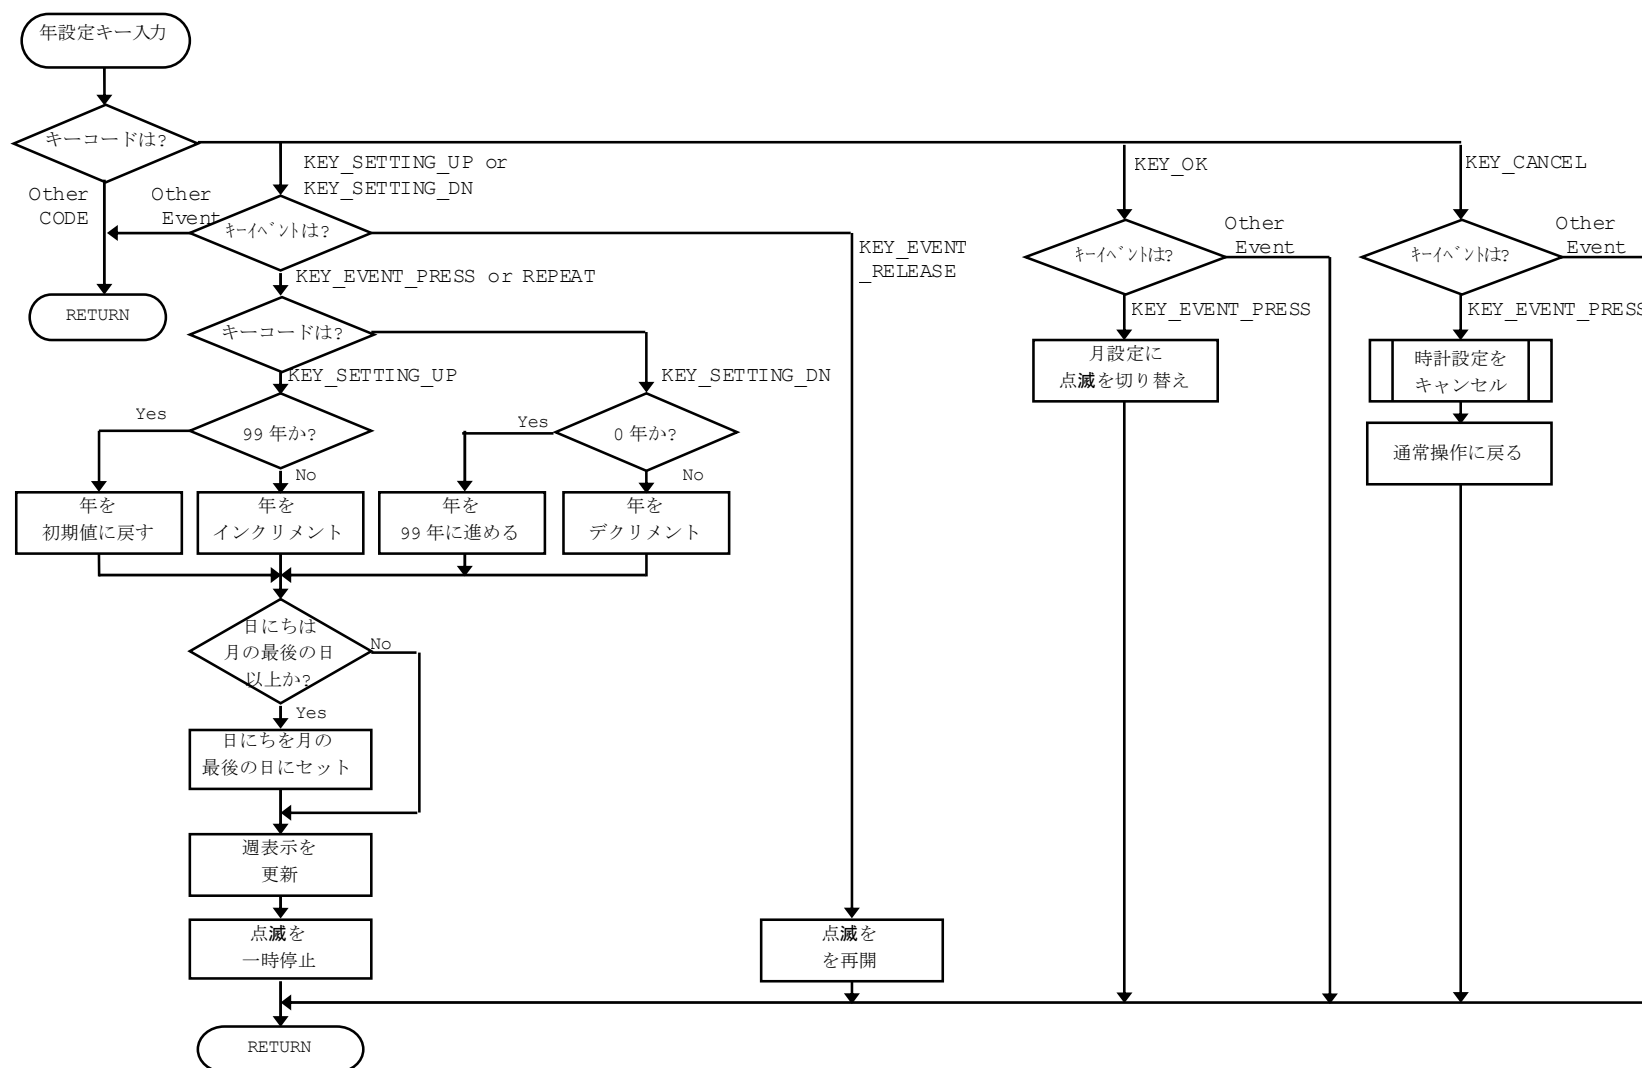 年設定キー入力
キーコードは?
KEY_SETTING_UP or
KEY_SETTING_DN
KEY_OK
KEY_CANCEL
Other
CODE
Other
Event
キーイベントは?
KEY_EVENT
_RELEASE
キーイベントは?
Other
Event
キーイベントは?
Other
Event
KEY_EVENT_PRESS or REPEAT
KEY_EVENT_PRESS
KEY_EVENT_PRESS
RETURN
キーコードは?
月設定に
点滅を切り替え
時計設定を
キャンセル
KEY_SETTING_UP
KEY_SETTING_DN
Yes
99 年か?
Yes
0 年か?
通常操作に戻る
No
No
年を
初期値に戻す
年を
インクリメント
年を
99 年に進める
年を
デクリメント
日にちは
月の最後の日
以上か?
No
Yes
日にちを月の
最後の日にセット
週表示を
更新
点滅を
一時停止
点滅を
を再開
RETURN